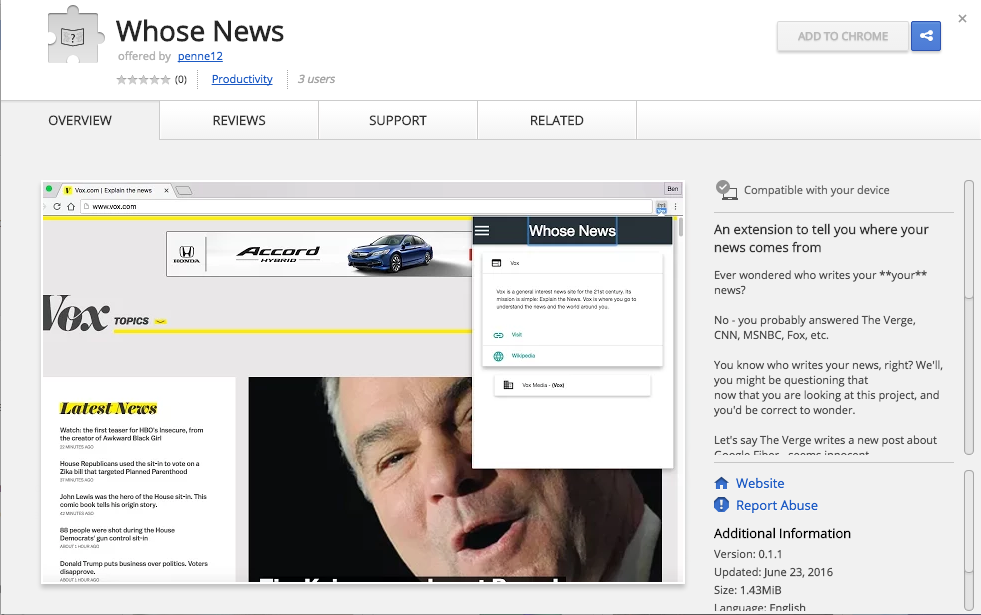 ?
Whose News
offered by penne12
(0)
Productivity
3 users
ADD TO CHROME
OVERVIEW
REVIEWS
SUPPORT
RELATED
Vox.com | Explain the news
Ben
www.vox.com
HONDA
Accord
HYBRID
Vox
TOPICS
Latest News
Watch: the first teaser for HBO's Insecure, from
the creator of Awkward Black Girl
22 MINUTES AGO
House Republicans used the sit-in to vote on a
Zika bill that targeted Planned Parenthood
37 MINUTES AGO
John Lewis was the hero of the House sit-in. This
comic book tells his origin story.
42 MINUTES AGO
88 people were shot during the House
Democrats' gun control sit-in
ABOUT 1 HOUR AGO
Donald Trump puts business over politics. Voters
disapprove.
ABOUT 1 HOUR AGO
Whose News
Vox
Vox is a general interest news site for the 21st century. Its
mission is simple: Explain the News. Vox is where you go to
understand the news and the world around you.
Visit
Wikipedia
Vox Media - (Vox)
Compatible with your device
An extension to tell you where your
news comes from
Ever wondered who writes your **your**
news?
No - you probably answered The Verge,
CNN, MSNBC, Fox, etc.
You know who writes your news, right? We'll,
you might be questioning that
now that you are looking at this project, and
you'd be correct to wonder.
Let's say The Verge writes a new post about
Google Fiber - seems innocent
Website
Report Abuse
Additional Information
Version: 0.1.1
Updated: June 23, 2016
Size: 1.43MiB
Language: English